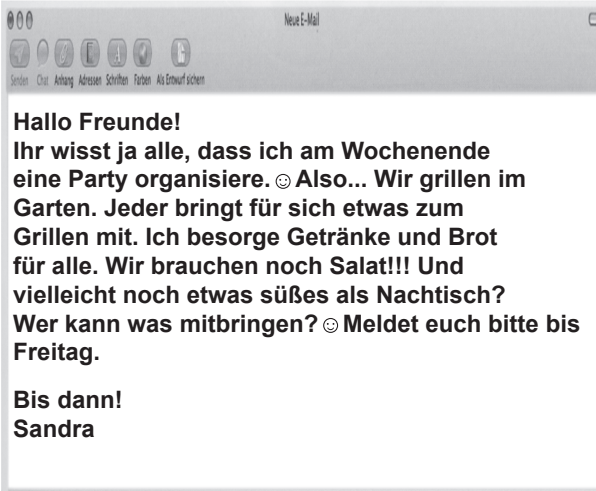 Neue E-Mail
Senden Chat Anhang Adressen Schriften Farben Als Entwurf sichern
Hallo Freunde!
Ihr wisst ja alle, dass ich am Wochenende
eine Party organisiere.☺Also... Wir grillen im
Garten. Jeder bringt für sich etwas zum
Grillen mit. Ich besorge Getränke und Brot
für alle. Wir brauchen noch Salat!!! Und
vielleicht noch etwas süßes als Nachtisch?
Wer kann was mitbringen?☺Meldet euch bitte bis
Freitag.
Bis dann!
Sandra